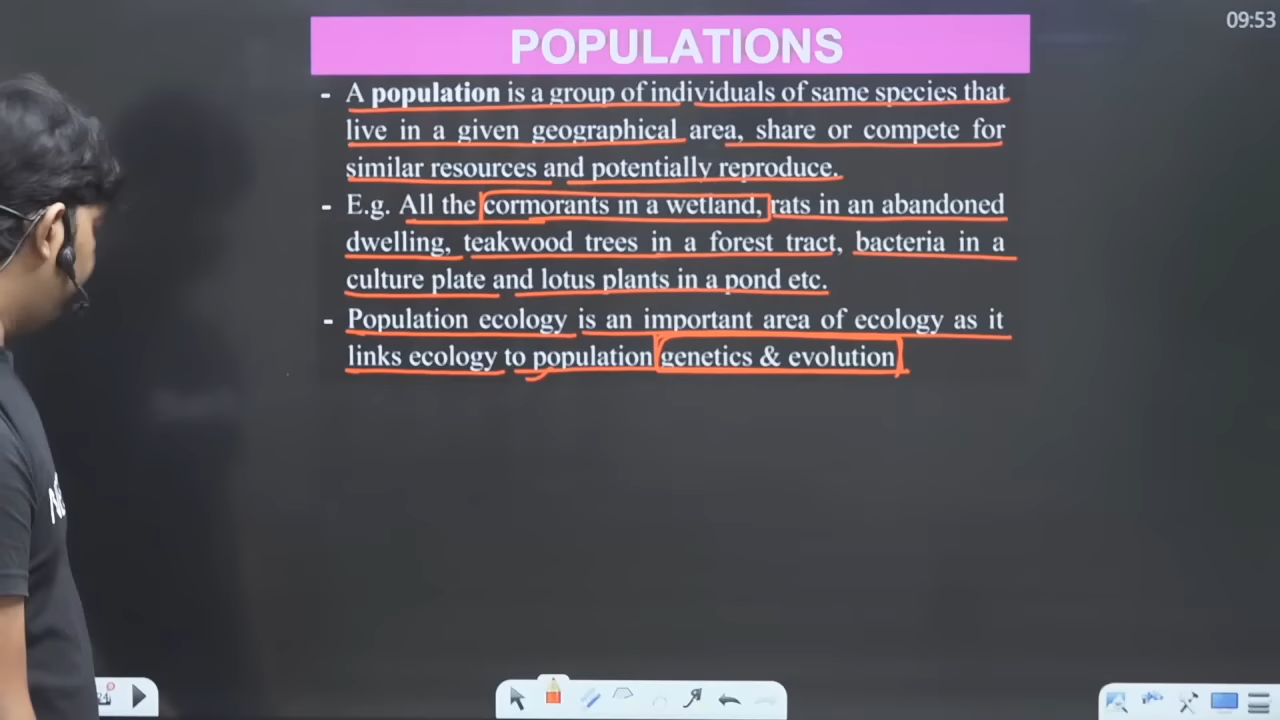 09:53
POPULATIONS
- A population is a group of individuals of same species that
live in a given geographical area, share or compete for
similar resources and potentially reproduce.
- E.g. All the cormorants in a wetland, rats in an abandoned
dwelling, teakwood trees in a forest tract, bacteria in a
culture plate and lotus plants in a pond etc.
- Population ecology is an important area of ecology as it
links ecology to population genetics & evolution